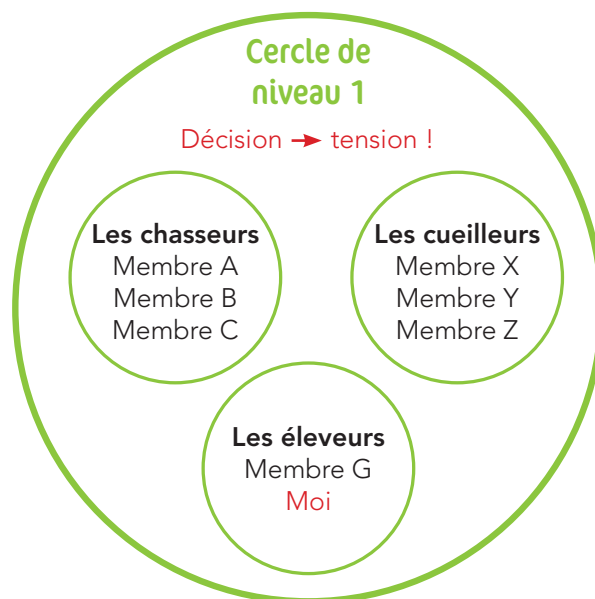 Cercle de
niveau 1
Décision → tension !
Les chasseurs
Membre A
Membre B
Membre C
Les cueilleurs
Membre X
Membre Y
Membre Z
Les éleveurs
Membre G
Moi